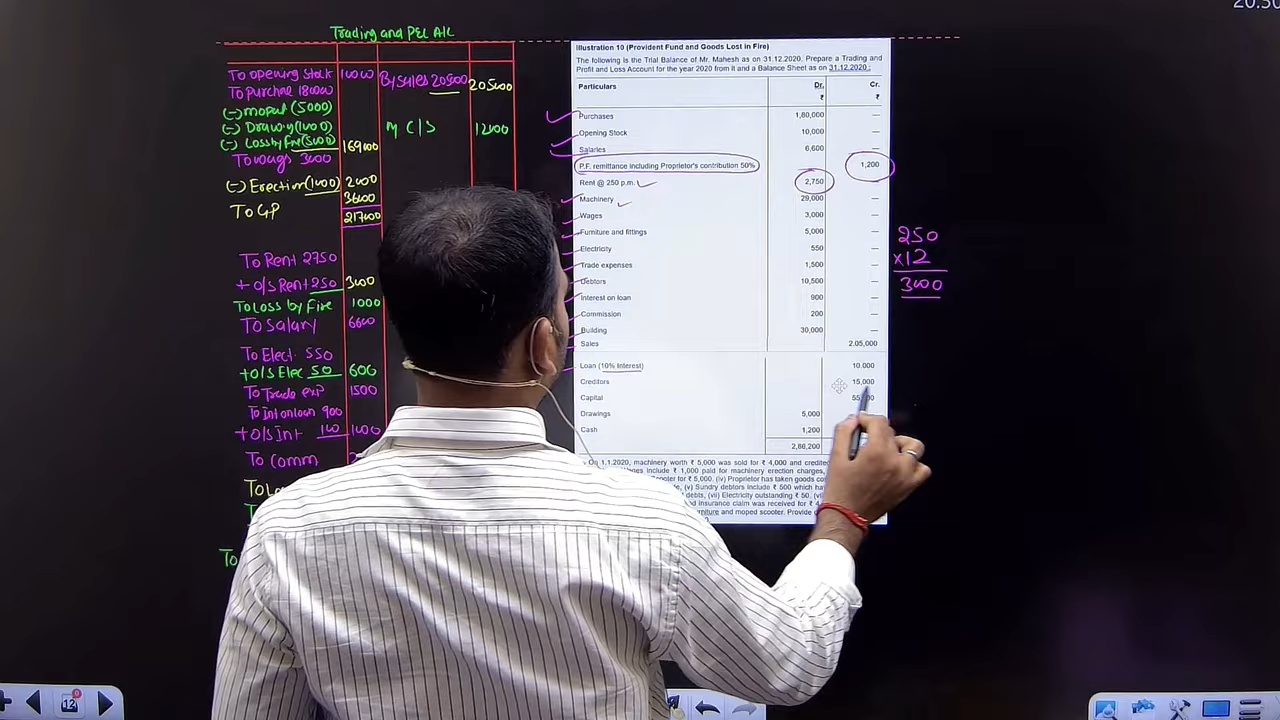 20:30
Trading and P&L A/C
To opening stock 10000 By Sales 205000 205000
To purchase 180000
(-) moped (5000)
(-) Drawing (1000)
(-) Loss by Fire (5000) 169000
By C/S 12000
To wages 3000
(-) Erection (1000) 2000
36000
To GP 217000
To Rent 2750
+ o/s Rent + 250 3000
To Loss by Fire 1000
To Salary 6600
To Elect. 550
+ o/s Elec 50 600
To Trade exp 1500
To Int on loan 900
+ o/s Int 100 1000
To Comm
To
Illustration 10 (Provident Fund and Goods Lost in Fire)
The following is the Trial Balance of Mr. Mahesh as on 31.12.2020. Prepare a Trading and
Profit and Loss Account for the year 2020 from it and a Balance Sheet as on 31.12.2020 :
Particulars Dr. Cr.
₹ ₹
Purchases 1,80,000 —
Opening Stock 10,000 —
Salaries 6,600 —
P.F. remittance including Proprietor's contribution 50% 1,200
Rent @ 250 p.m. 2,750 —
Machinery 29,000 —
Wages 3,000 —
Furniture and fittings 5,000 —
Electricity 550 —
Trade expenses 1,500 —
Debtors 10,500 —
Interest on loan 900 —
Commission 200 —
Building 30,000 —
Sales 2,05,000
Loan (10% Interest) 10,000
Creditors 15,000
Capital
Drawings 5,000
Cash 1,200
2,86,200
On 1.1.2020, machinery worth ₹ 5,000 was sold for ₹ 4,000 and credited
include ₹ 1,000 paid for machinery erection charges,
for ₹ 5,000. (iv) Proprietor has taken goods
(v) Sundry debtors include ₹ 500 which
debts, (vii) Electricity outstanding ₹ 50.
insurance claim was received for ₹
and moped scooter. Provide
250
×12
3000
12